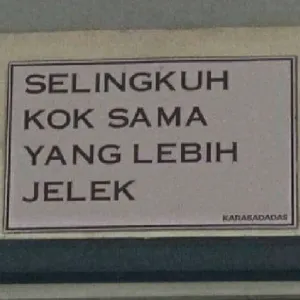 SELINGKUH
KOK SAMA
YANG LEBIH
JELEK
KARABADADAS